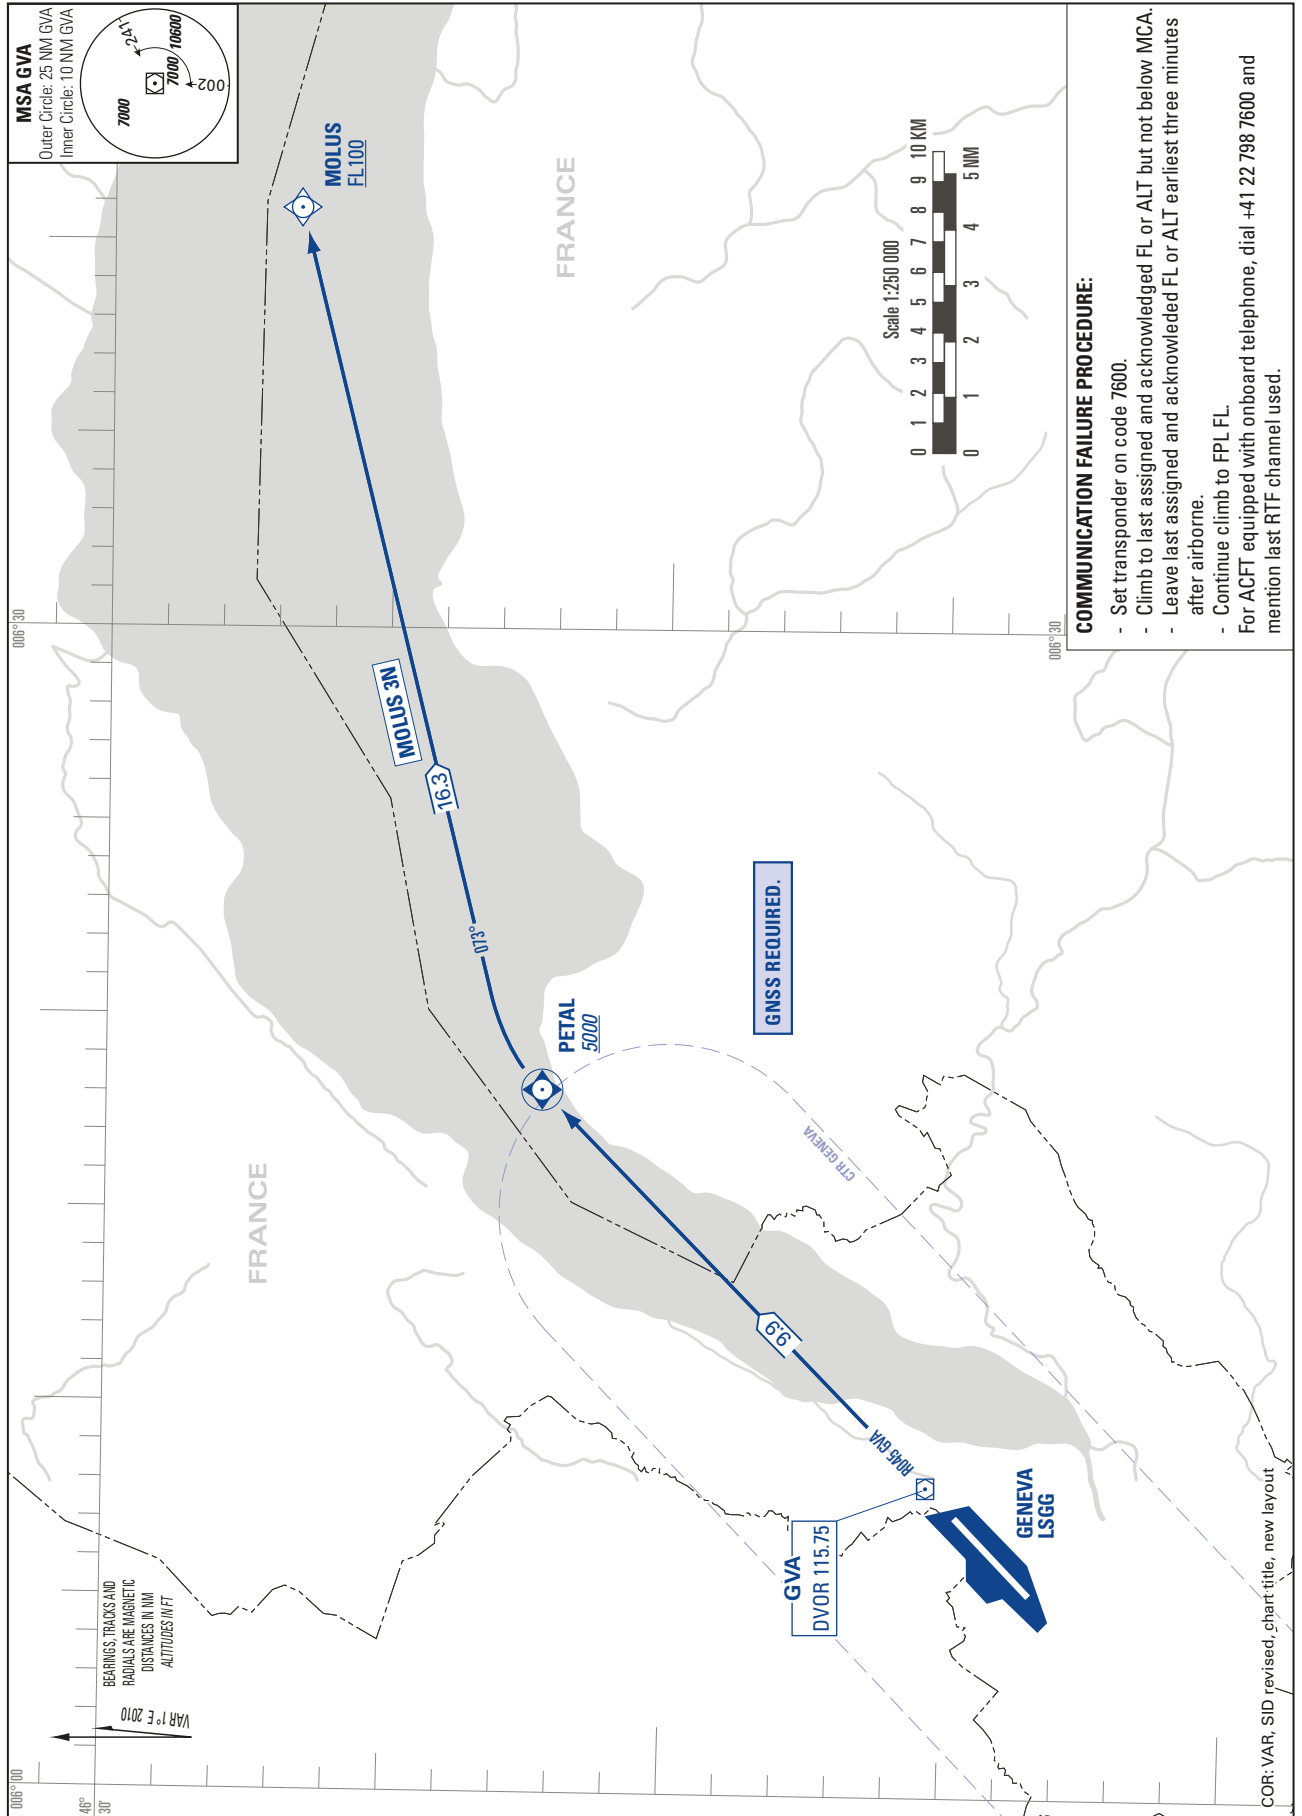 MSA GVA
Outer Circle: 25 NM GVA
Inner Circle: 10 NM GVA
7000
7000
10600
247
002
006° 00
006° 30
46°
30'
VAR 1° E 2010
BEARINGS, TRACKS AND
RADIALS ARE MAGNETIC
DISTANCES IN NM
ALTITUDES IN FT
FRANCE
FRANCE
MOLUS
FL100
MOLUS 3N
16.3
073°
PETAL
5000
GNSS REQUIRED.
CTR GENEVA
9.9
R045 GVA
GVA
DVOR 115.75
GENEVA
LSGG
Scale 1:250 000
0 1 2 3 4 5 6 7 8 9 10 KM
0 1 2 3 4 5 NM
006° 30
COMMUNICATION FAILURE PROCEDURE:
- Set transponder on code 7600.
- Climb to last assigned and acknowledged FL or ALT but not below MCA.
- Leave last assigned and acknowleded FL or ALT earliest three minutes
after airborne.
- Continue climb to FPL FL.
For ACFT equipped with onboard telephone, dial +41 22 798 7600 and
mention last RTF channel used.
COR: VAR, SID revised, chart title, new layout